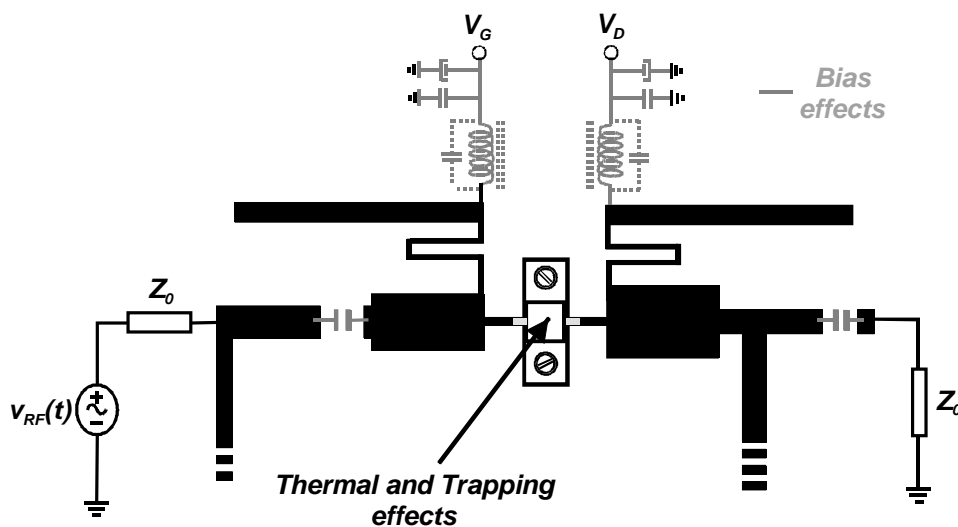 V_G
V_D
Bias
effects
Z_0
v_RF(t)
Z_0
Thermal and Trapping
effects